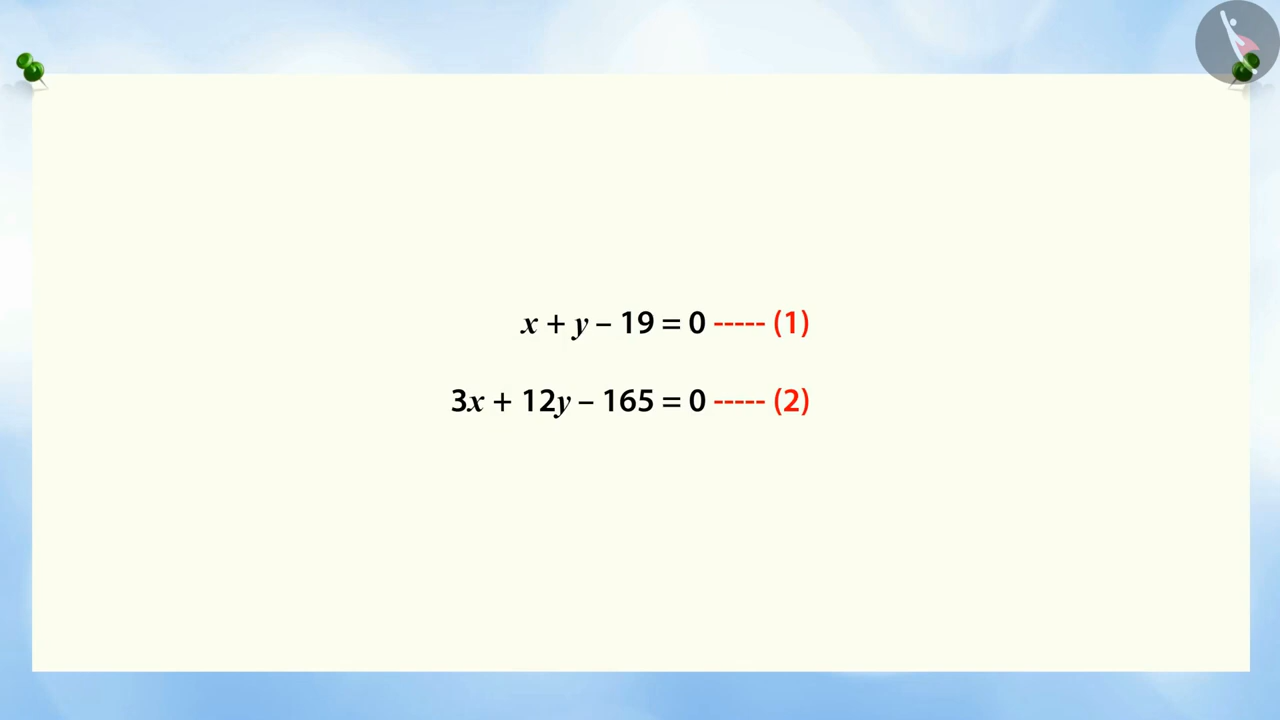 x + y – 19 = 0 ----- (1)
3x + 12y – 165 = 0 ----- (2)